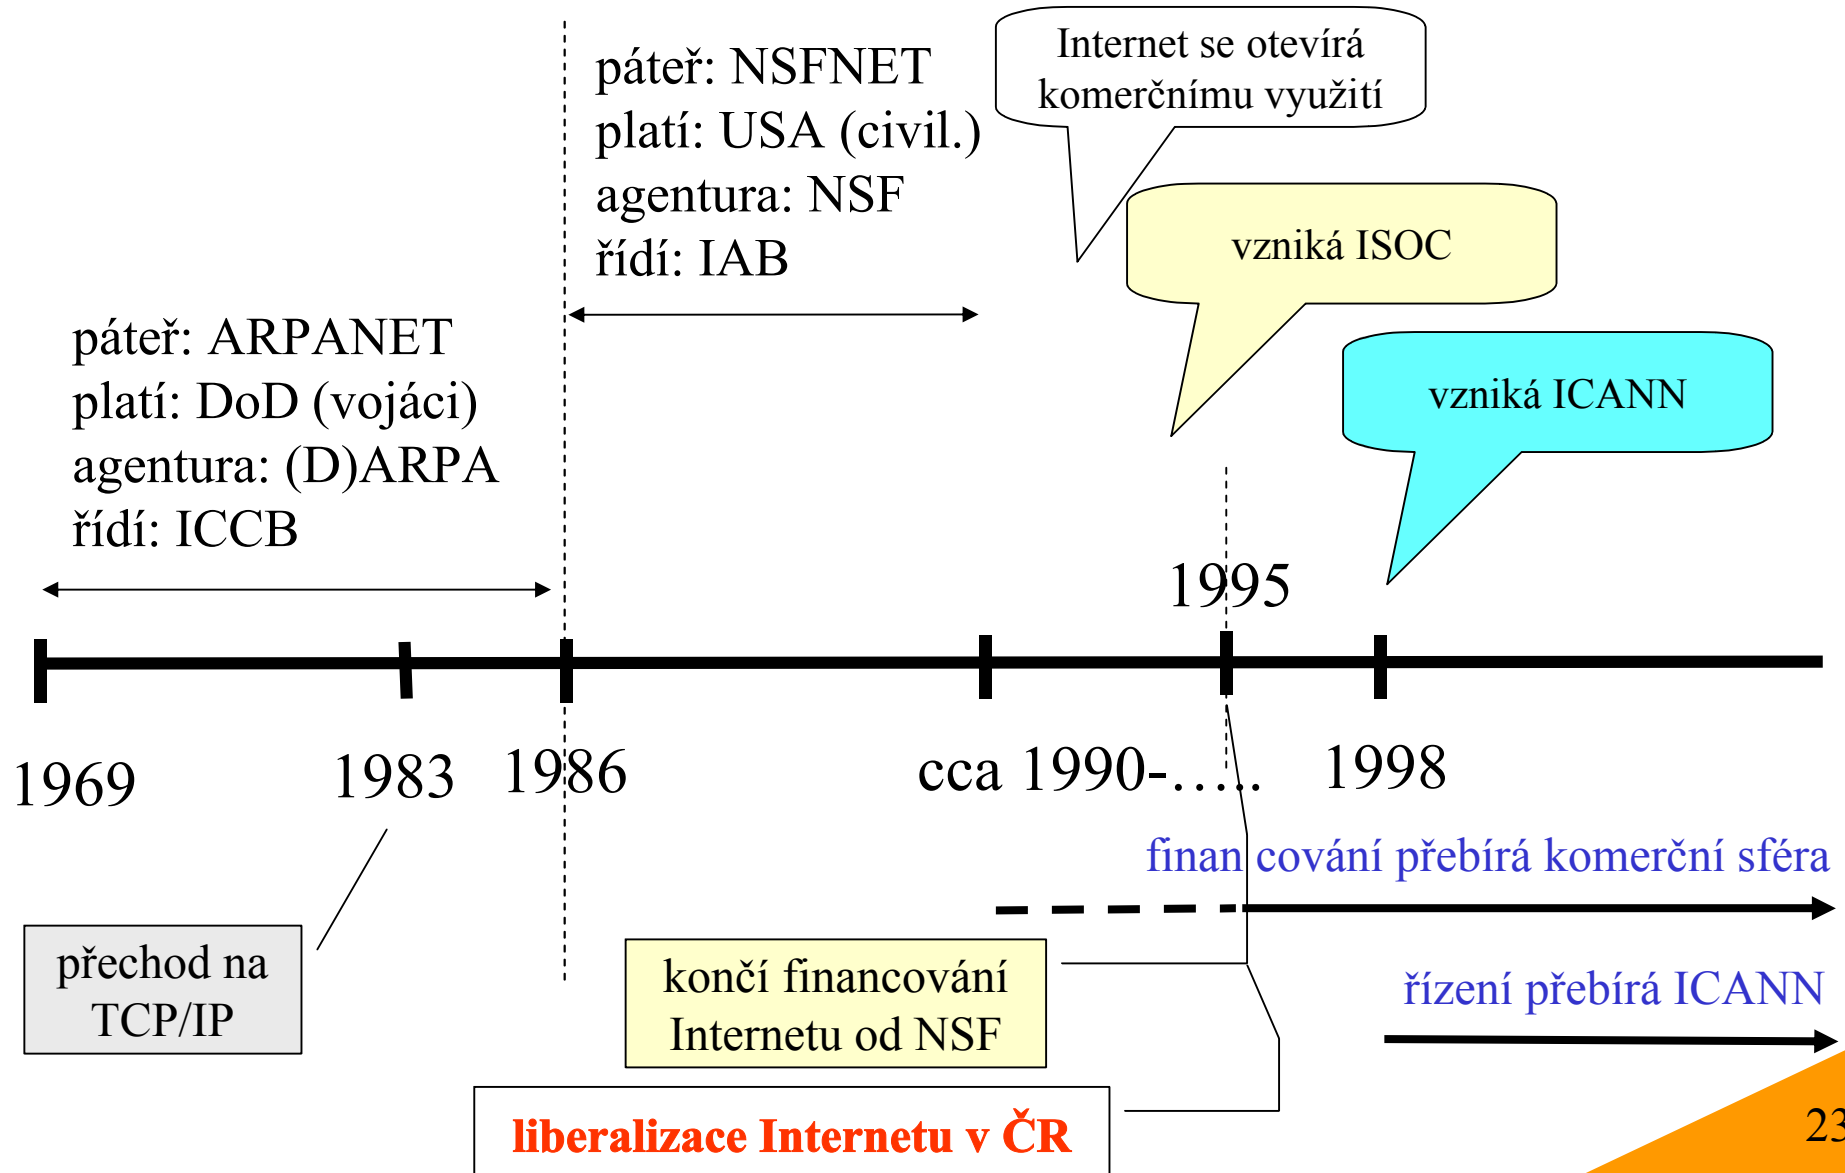 páteř: NSFNET
platí: USA (civil.)
agentura: NSF
řídí: IAB
Internet se otevírá
komerčnímu využití
vzniká ISOC
vzniká ICANN
páteř: ARPANET
platí: DoD (vojáci)
agentura: (D)ARPA
řídí: ICCB
1995
1969
1983
1986
cca 1990-.....
1998
finan cování přebírá komerční sféra
přechod na
TCP/IP
končí financování
Internetu od NSF
řízení přebírá ICANN
liberalizace Internetu v ČR
23